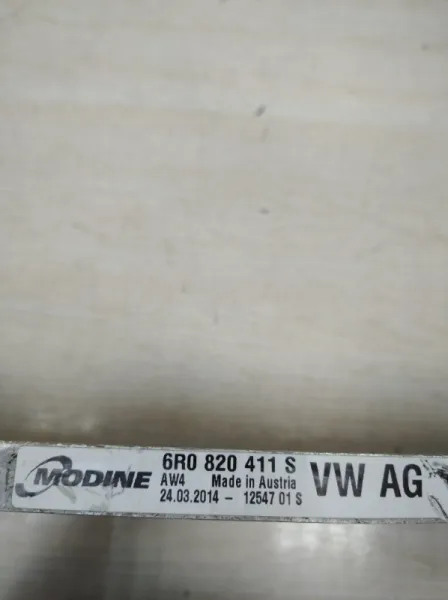 MODINE
6R0 820 411 S
AW4 Made in Austria
24.03.2014 - 12547 01 S
VW AG